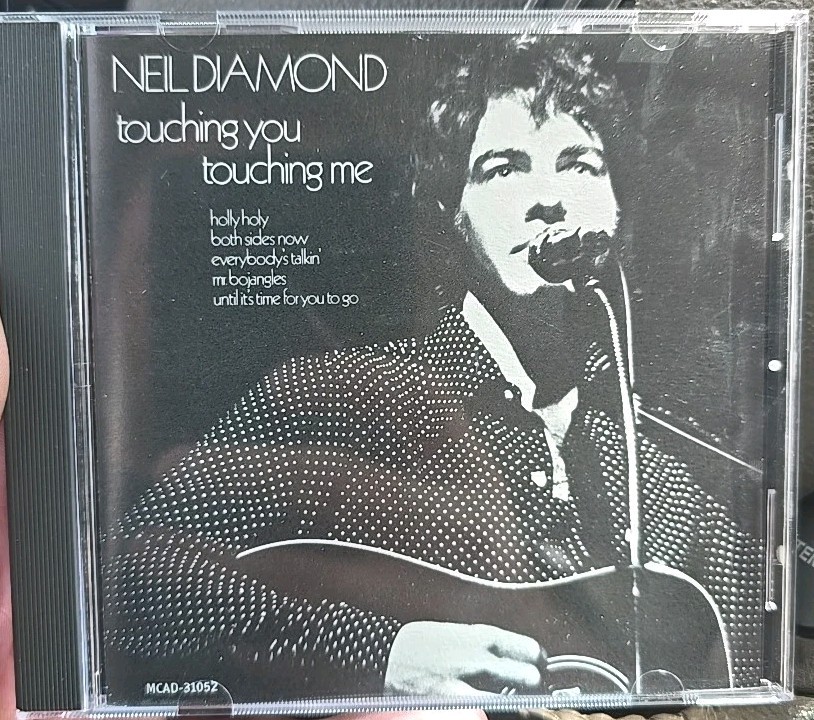 NEIL DIAMOND
touching you
touching me
holly holy
both sides now
everybody's talkin'
mr. bojangles
until it's time for you to go
MCAD-31052